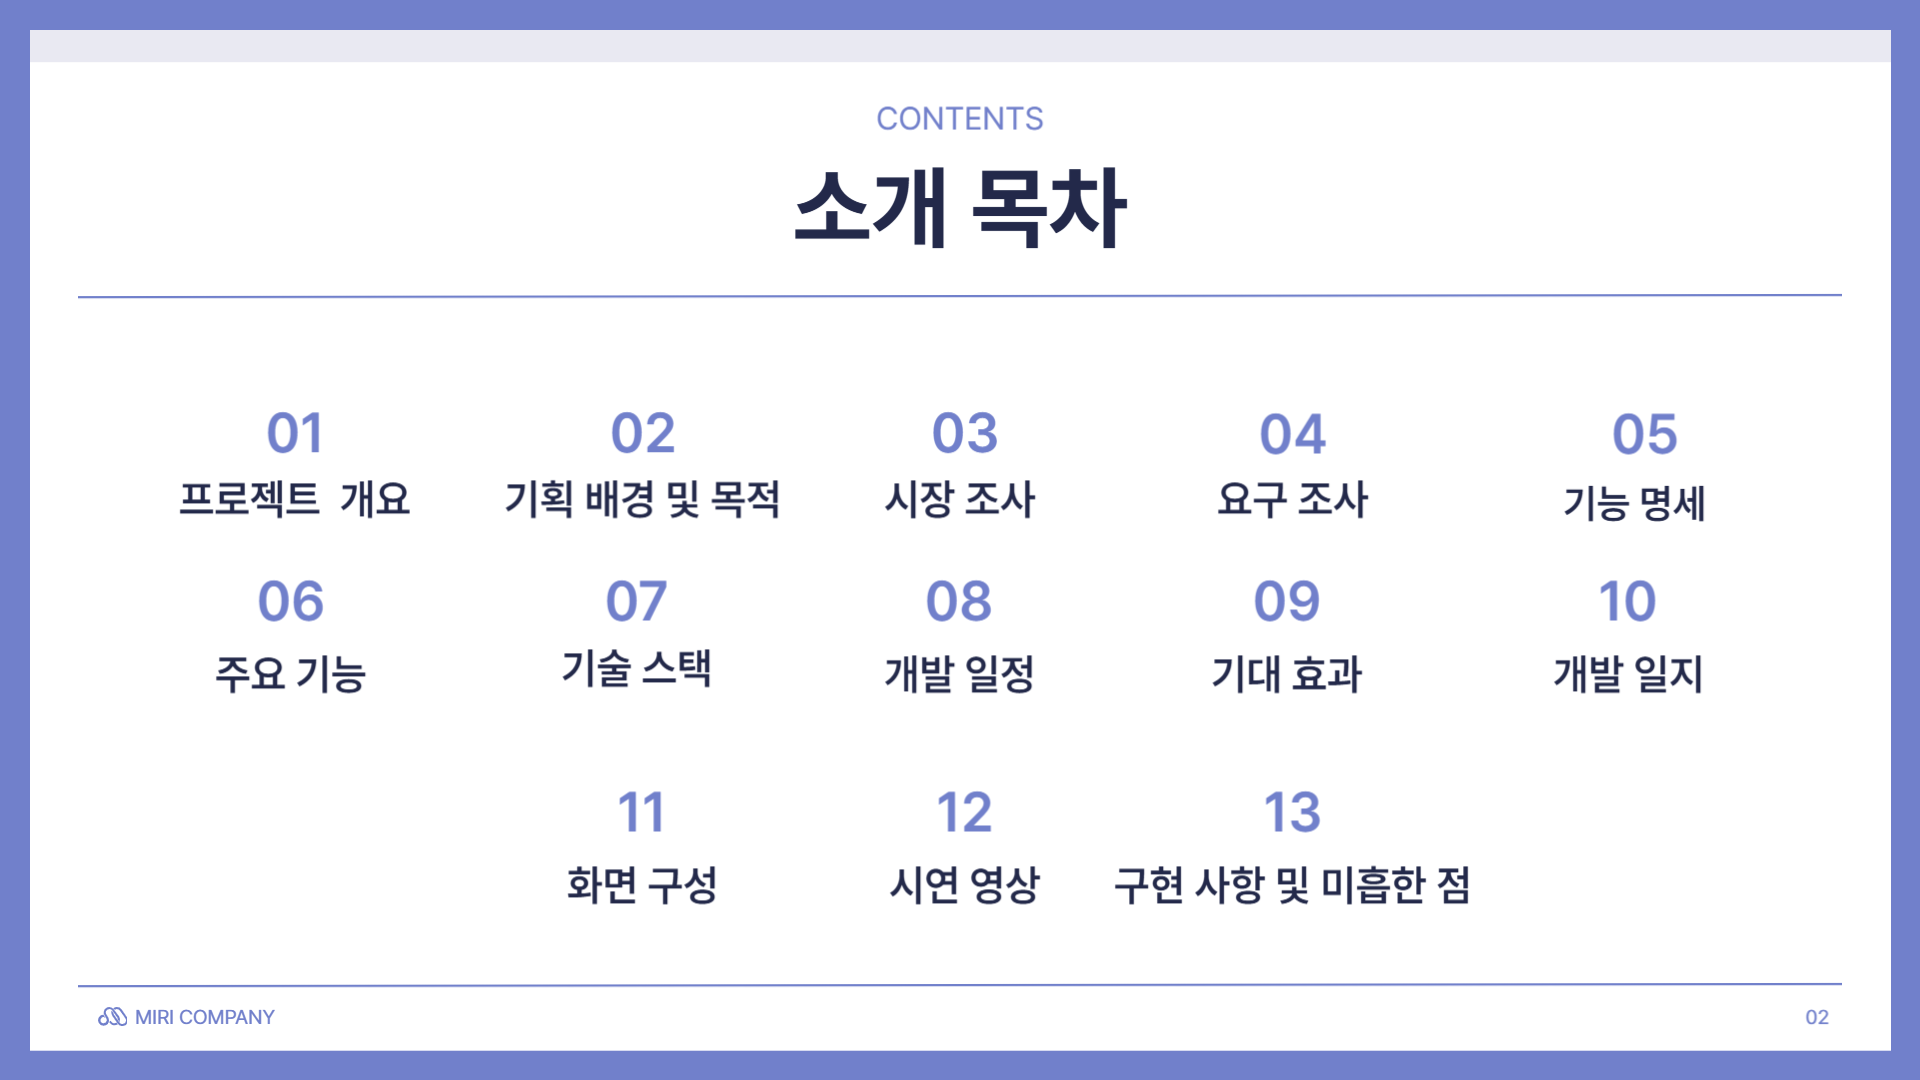 CONTENTS
소개 목차
01
프로젝트 개요
02
기획 배경 및 목적
03
시장 조사
04
요구 조사
05
기능 명세
06
주요 기능
07
기술 스택
08
개발 일정
09
기대 효과
10
개발 일지
11
화면 구성
12
시연 영상
13
구현 사항 및 미흡한 점
MIRI COMPANY
02